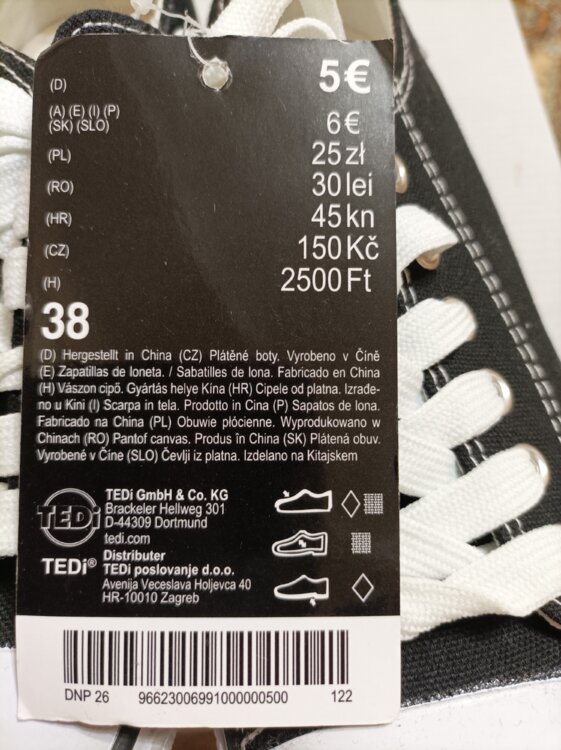 (D) 5€
(A) (E) (I) (P)
(SK) (SLO) 6€
(PL) 25 zł
(RO) 30 lei
(HR) 45 kn
(CZ) 150 Kč
(H) 2500 Ft
38
(D) Hergestellt in China (CZ) Plátěné boty. Vyrobeno v Číně
(E) Zapatillas de loneta. / Sabatilles de lona. Fabricado en China
(H) Vászon cipő. Gyártás helye Kína (HR) Cipele od platna. Izrađe-
no u Kini (I) Scarpa in tela. Prodotto in Cina (P) Sapatos de lona.
Fabricado na China (PL) Obuwie płócienne. Wyprodukowano w
Chinach (RO) Pantof canvas. Produs în China (SK) Plátená obuv.
Vyrobené v Číne (SLO) Čevlji iz platna. Izdelano na Kitajskem
TEDi
TEDi GmbH & Co. KG
Brackeler Hellweg 301
D-44309 Dortmund
tedi.com
TEDi®
Distributer
TEDi poslovanje d.o.o.
Avenija Veceslava Holjevca 40
HR-10010 Zagreb
DNP 26 96623006991000000500 122